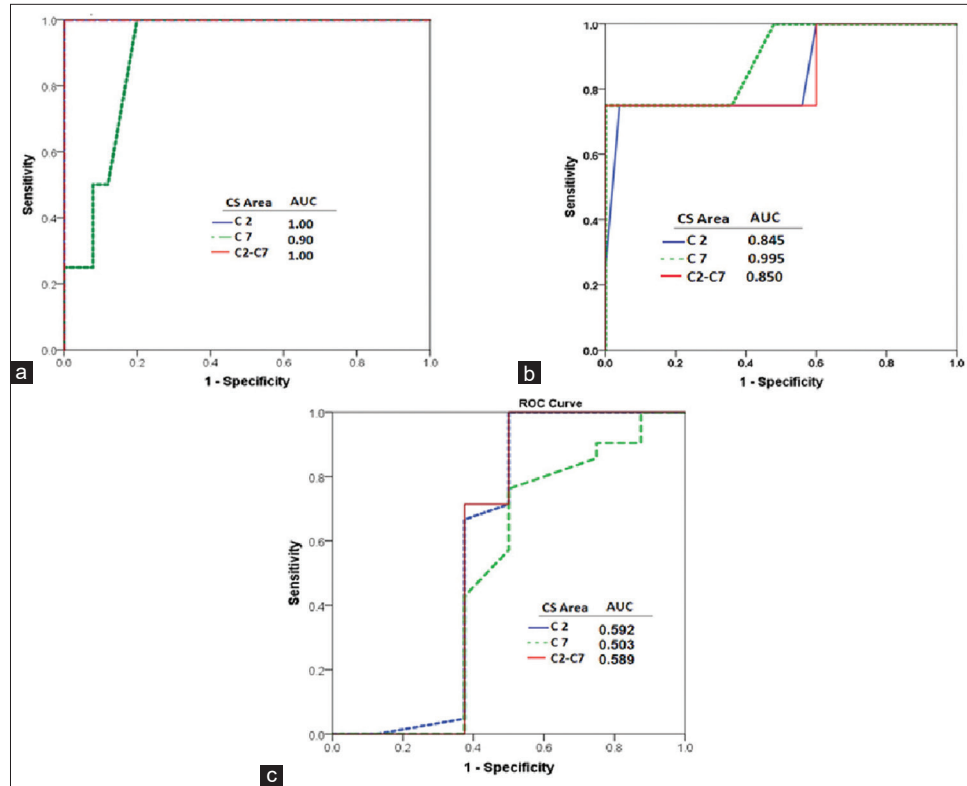 1.0
0.8
0.6
0.4
0.2
0.0
Sensitivity
CS Area AUC
C 2 1.00
C 7 0.90
C2-C7 1.00
0.0 0.2 0.4 0.6 0.8 1.0
1 - Specificity
a
1.0
0.8
0.6
0.4
0.2
0.0
Sensitivity
CS Area AUC
C 2 0.845
C 7 0.995
C2-C7 0.850
0.0 0.2 0.4 0.6 0.8 1.0
1 - Specificity
b
ROC Curve
1.0
0.8
0.6
0.4
0.2
0.0
Sensitivity
CS Area AUC
C 2 0.592
C 7 0.503
C2-C7 0.589
0.0 0.2 0.4 0.6 0.8 1.0
1 - Specificity
c